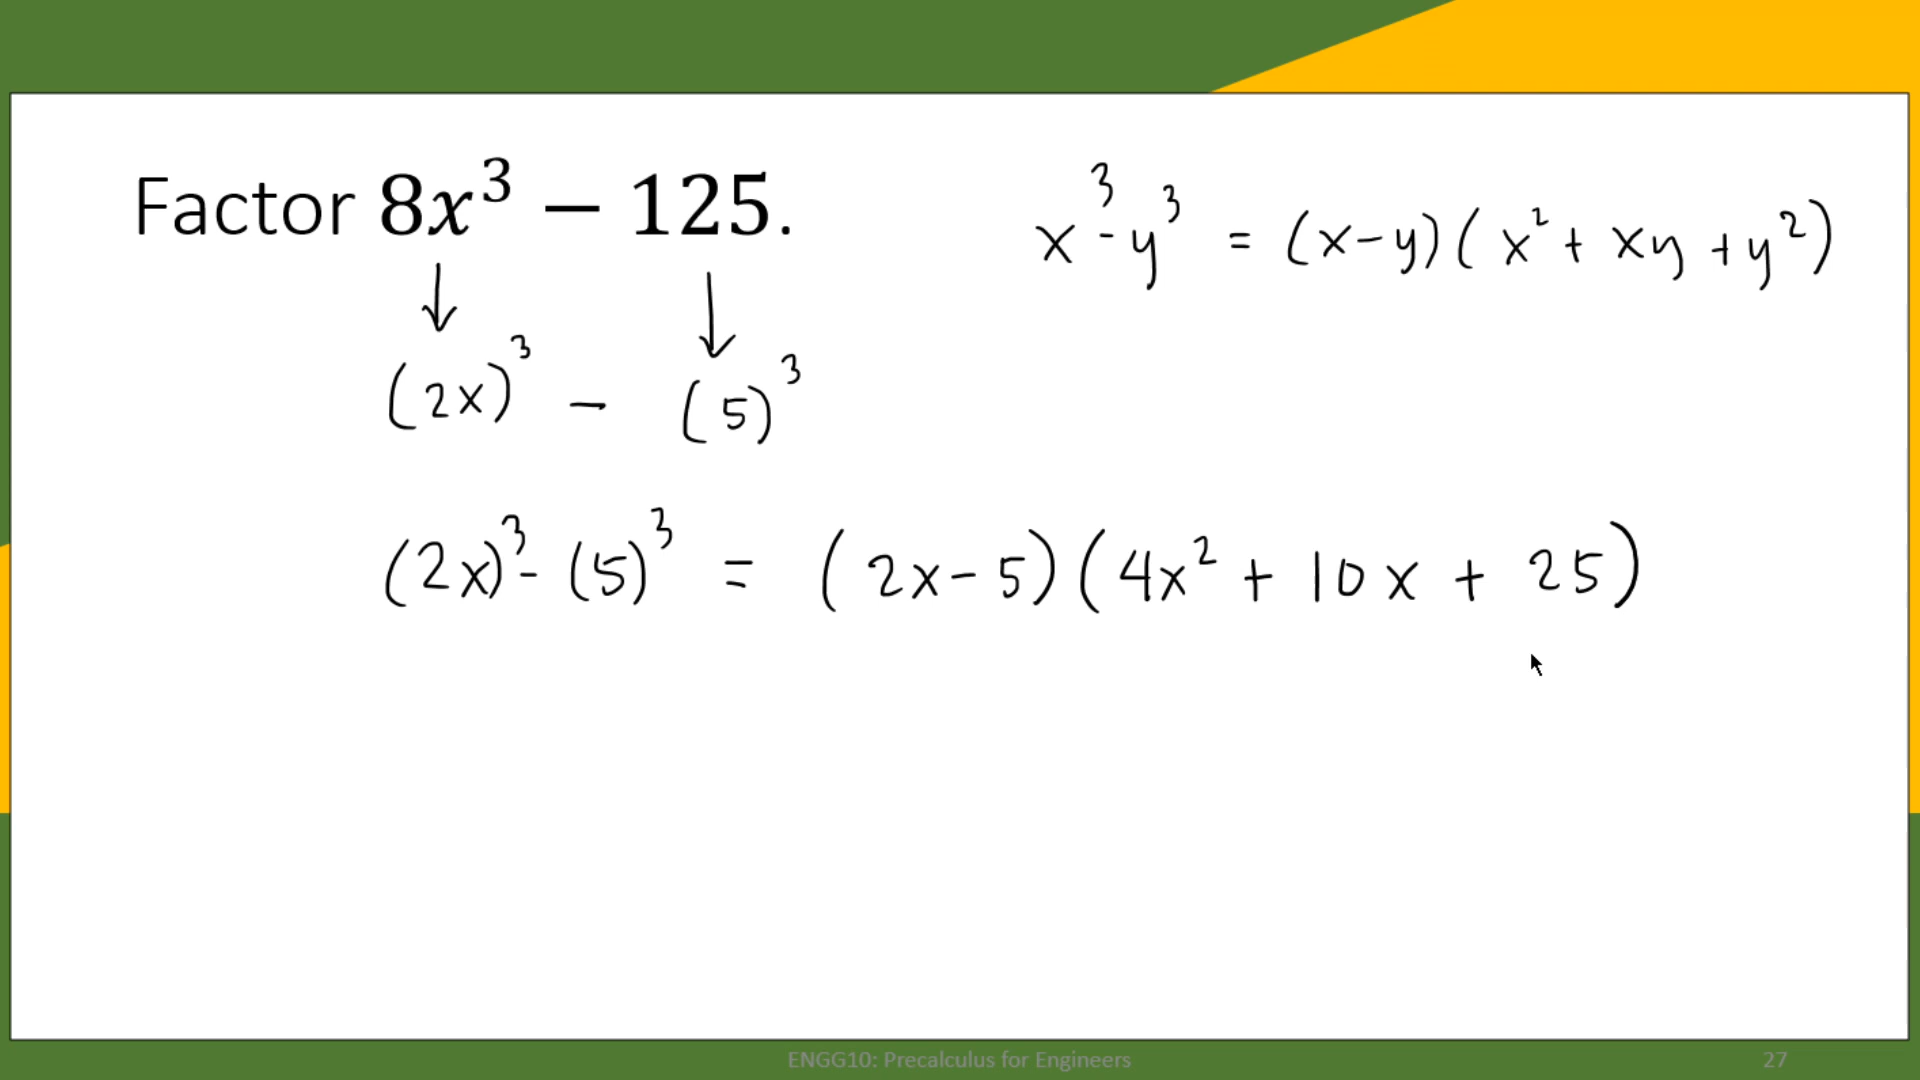 Factor 8x³ − 125.
x³ - y³ = (x-y)(x² + xy + y²)
(2x)³ - (5)³
(2x)³ - (5)³ = (2x-5)(4x² + 10x + 25)
ENGG10: Precalculus for Engineers
27